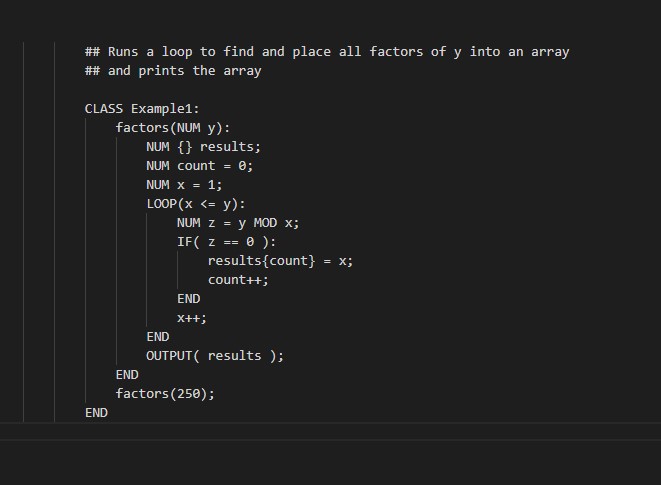 ## Runs a loop to find and place all factors of y into an array
## and prints the array
CLASS Example1:
factors(NUM y):
NUM {} results;
NUM count = 0;
NUM x = 1;
LOOP(x <= y):
NUM z = y MOD x;
IF( z == 0 ):
results{count} = x;
count++;
END
x++;
END
OUTPUT( results );
END
factors(250);
END